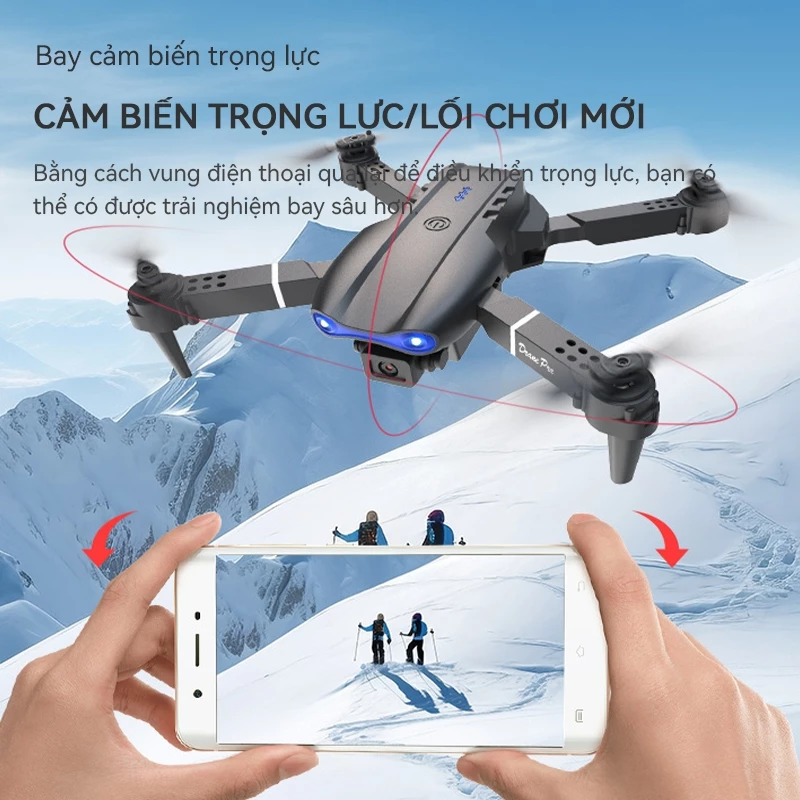 Bay cảm biến trọng lực
CẢM BIẾN TRỌNG LƯC/LỐI CHƠI MỚI
Bằng cách vung điện thoại qua lại để điều khiển trọng lực, bạn có
thể có được trải nghiệm bay sâu hơn.
Drone Pro